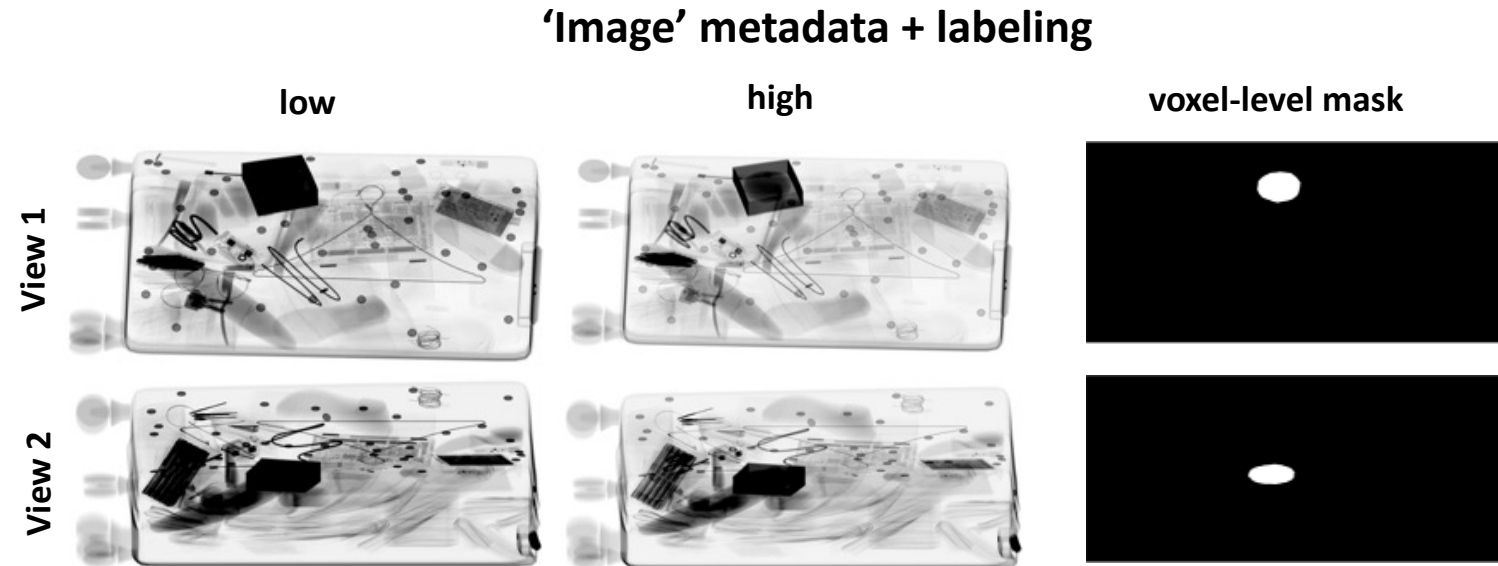 ‘Image’ metadata + labeling
low
high
voxel-level mask
View 1
View 2